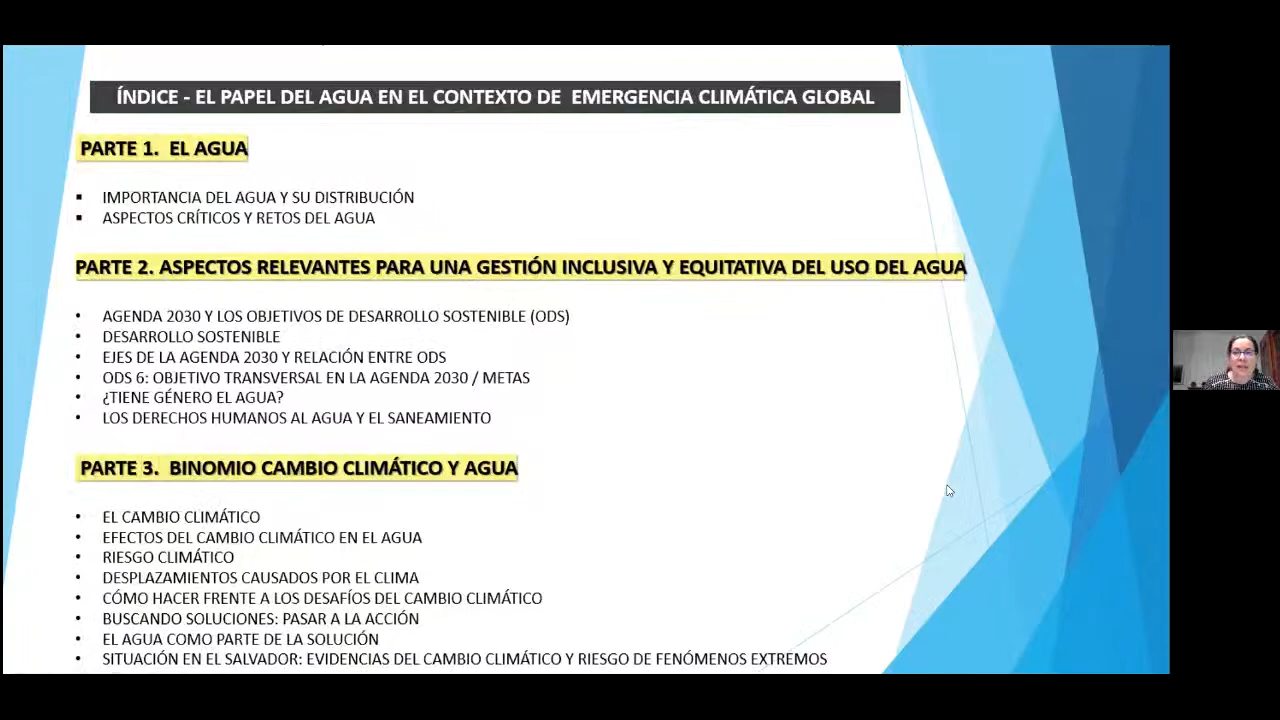 ÍNDICE - EL PAPEL DEL AGUA EN EL CONTEXTO DE EMERGENCIA CLIMÁTICA GLOBAL
PARTE 1. EL AGUA
▪ IMPORTANCIA DEL AGUA Y SU DISTRIBUCIÓN
▪ ASPECTOS CRÍTICOS Y RETOS DEL AGUA
PARTE 2. ASPECTOS RELEVANTES PARA UNA GESTIÓN INCLUSIVA Y EQUITATIVA DEL USO DEL AGUA
• AGENDA 2030 Y LOS OBJETIVOS DE DESARROLLO SOSTENIBLE (ODS)
• DESARROLLO SOSTENIBLE
• EJES DE LA AGENDA 2030 Y RELACIÓN ENTRE ODS
• ODS 6: OBJETIVO TRANSVERSAL EN LA AGENDA 2030 / METAS
• ¿TIENE GÉNERO EL AGUA?
• LOS DERECHOS HUMANOS AL AGUA Y EL SANEAMIENTO
PARTE 3. BINOMIO CAMBIO CLIMÁTICO Y AGUA
• EL CAMBIO CLIMÁTICO
• EFECTOS DEL CAMBIO CLIMÁTICO EN EL AGUA
• RIESGO CLIMÁTICO
• DESPLAZAMIENTOS CAUSADOS POR EL CLIMA
• CÓMO HACER FRENTE A LOS DESAFÍOS DEL CAMBIO CLIMÁTICO
• BUSCANDO SOLUCIONES: PASAR A LA ACCIÓN
• EL AGUA COMO PARTE DE LA SOLUCIÓN
• SITUACIÓN EN EL SALVADOR: EVIDENCIAS DEL CAMBIO CLIMÁTICO Y RIESGO DE FENÓMENOS EXTREMOS